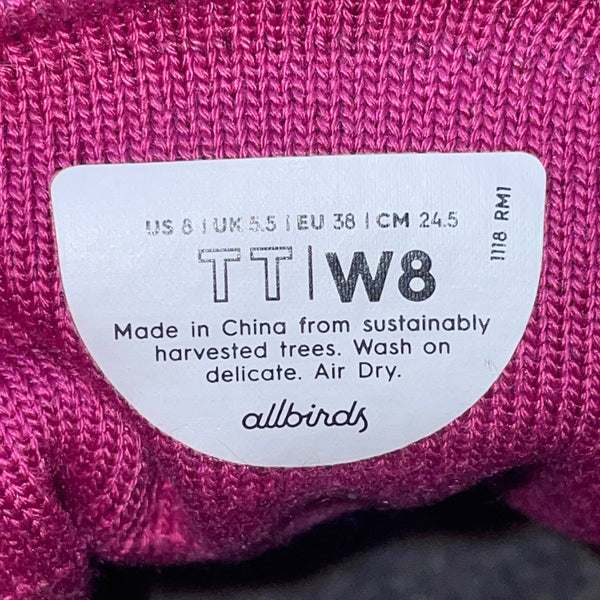 US 8 | UK 5.5 | EU 38 | CM 24.5
TT | W8
Made in China from sustainably
harvested trees. Wash on
delicate. Air Dry.
allbirds
1118 RM1